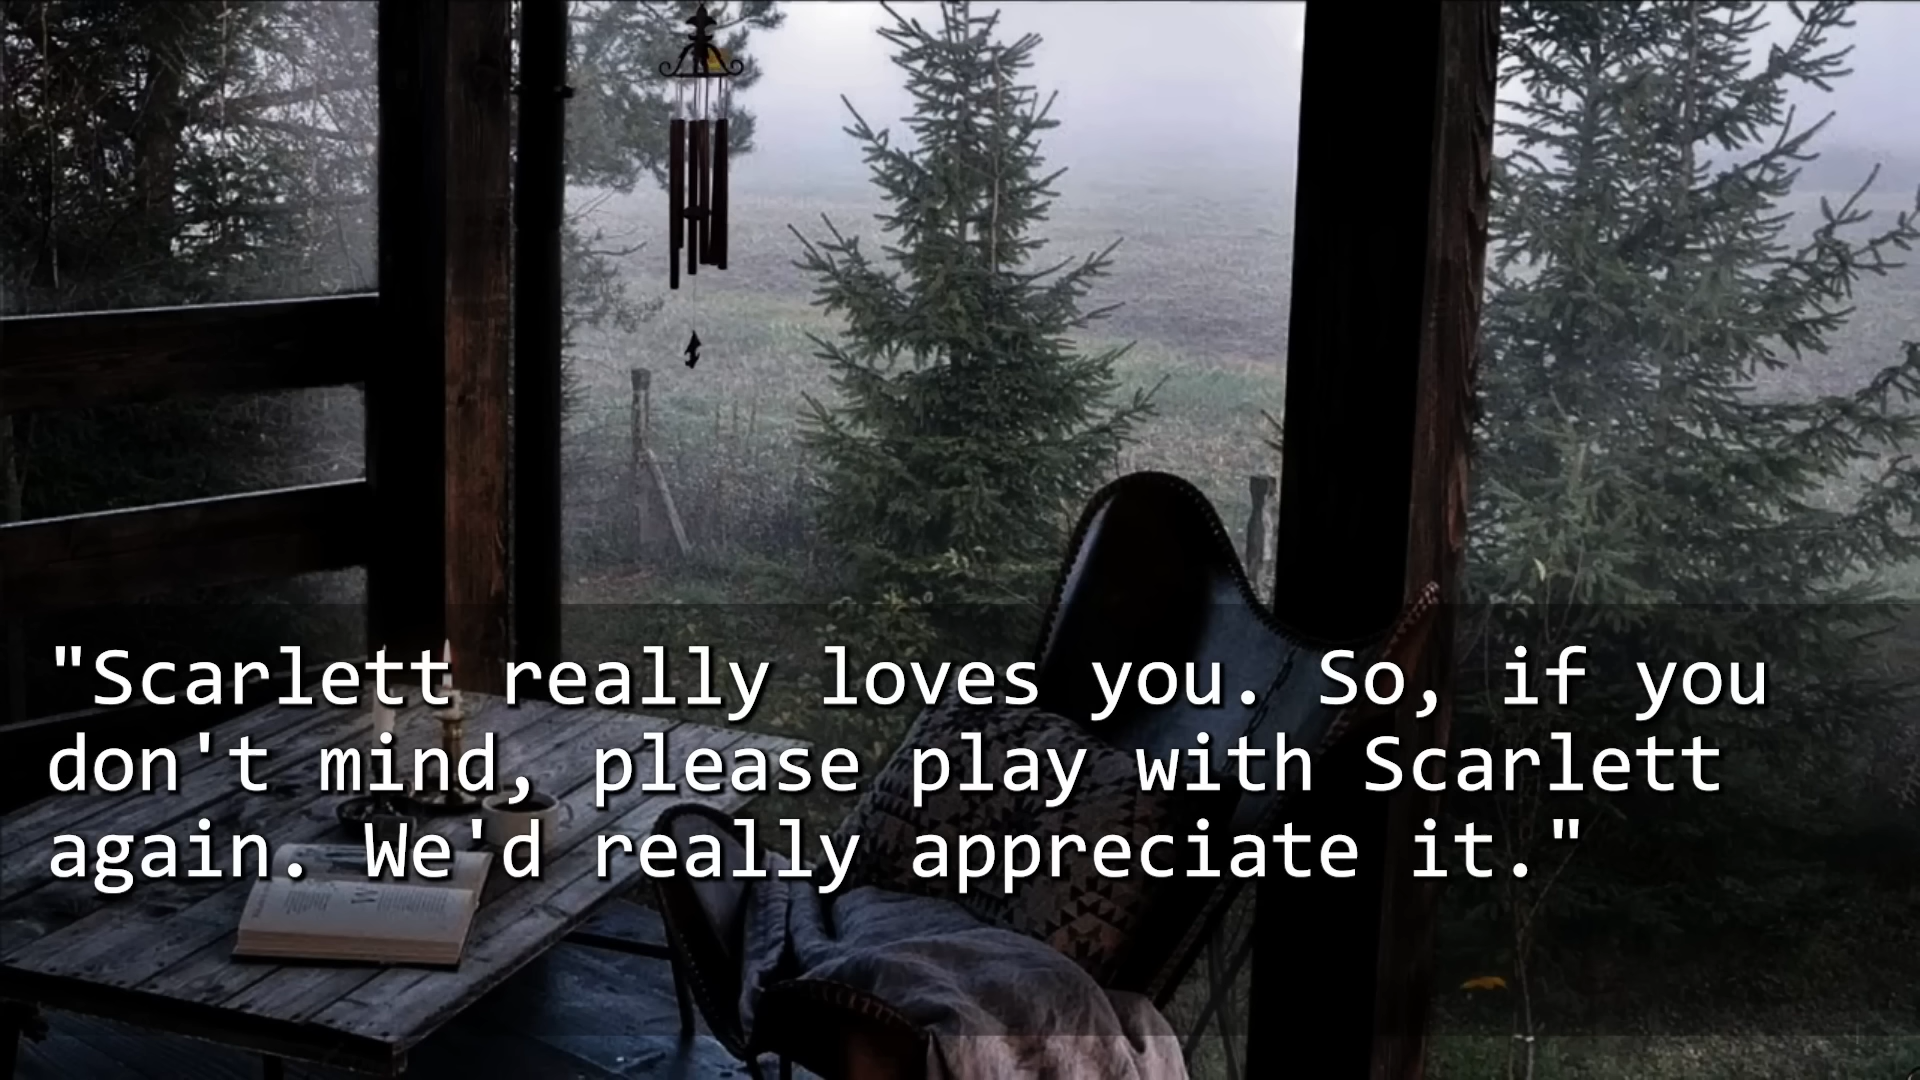 "Scarlett really loves you. So, if you
don't mind, please play with Scarlett
again. We'd really appreciate it."